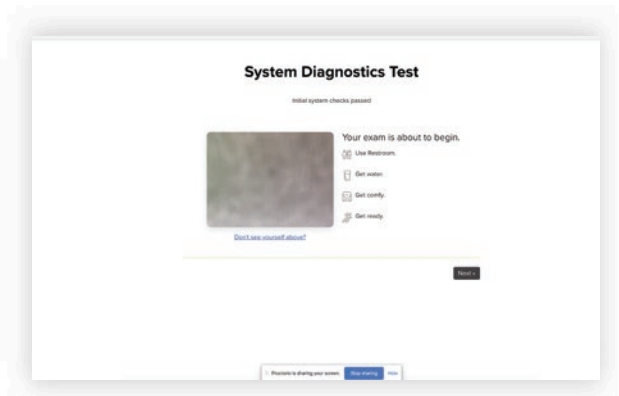 System Diagnostics Test
Initial system checks passed
Your exam is about to begin.
Use Restroom.
Get water.
Get comfy.
Get ready.
Don't see yourself above?
Next »
Proctorio is sharing your screen.
Stop sharing
Hide